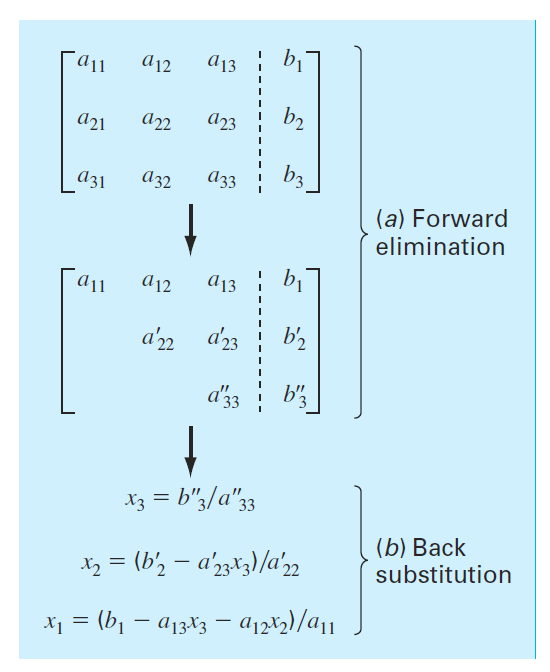 a₁₁ a₁₂ a₁₃ b₁
a₂₁ a₂₂ a₂₃ b₂
a₃₁ a₃₂ a₃₃ b₃
(a) Forward
elimination
a₁₁ a₁₂ a₁₃ b₁
a′₂₂ a′₂₃ b′₂
a″₃₃ b″₃
x₃ = b″₃/a″₃₃
x₂ = (b′₂ − a′₂₃x₃)/a′₂₂
x₁ = (b₁ − a₁₃x₃ − a₁₂x₂)/a₁₁
(b) Back
substitution